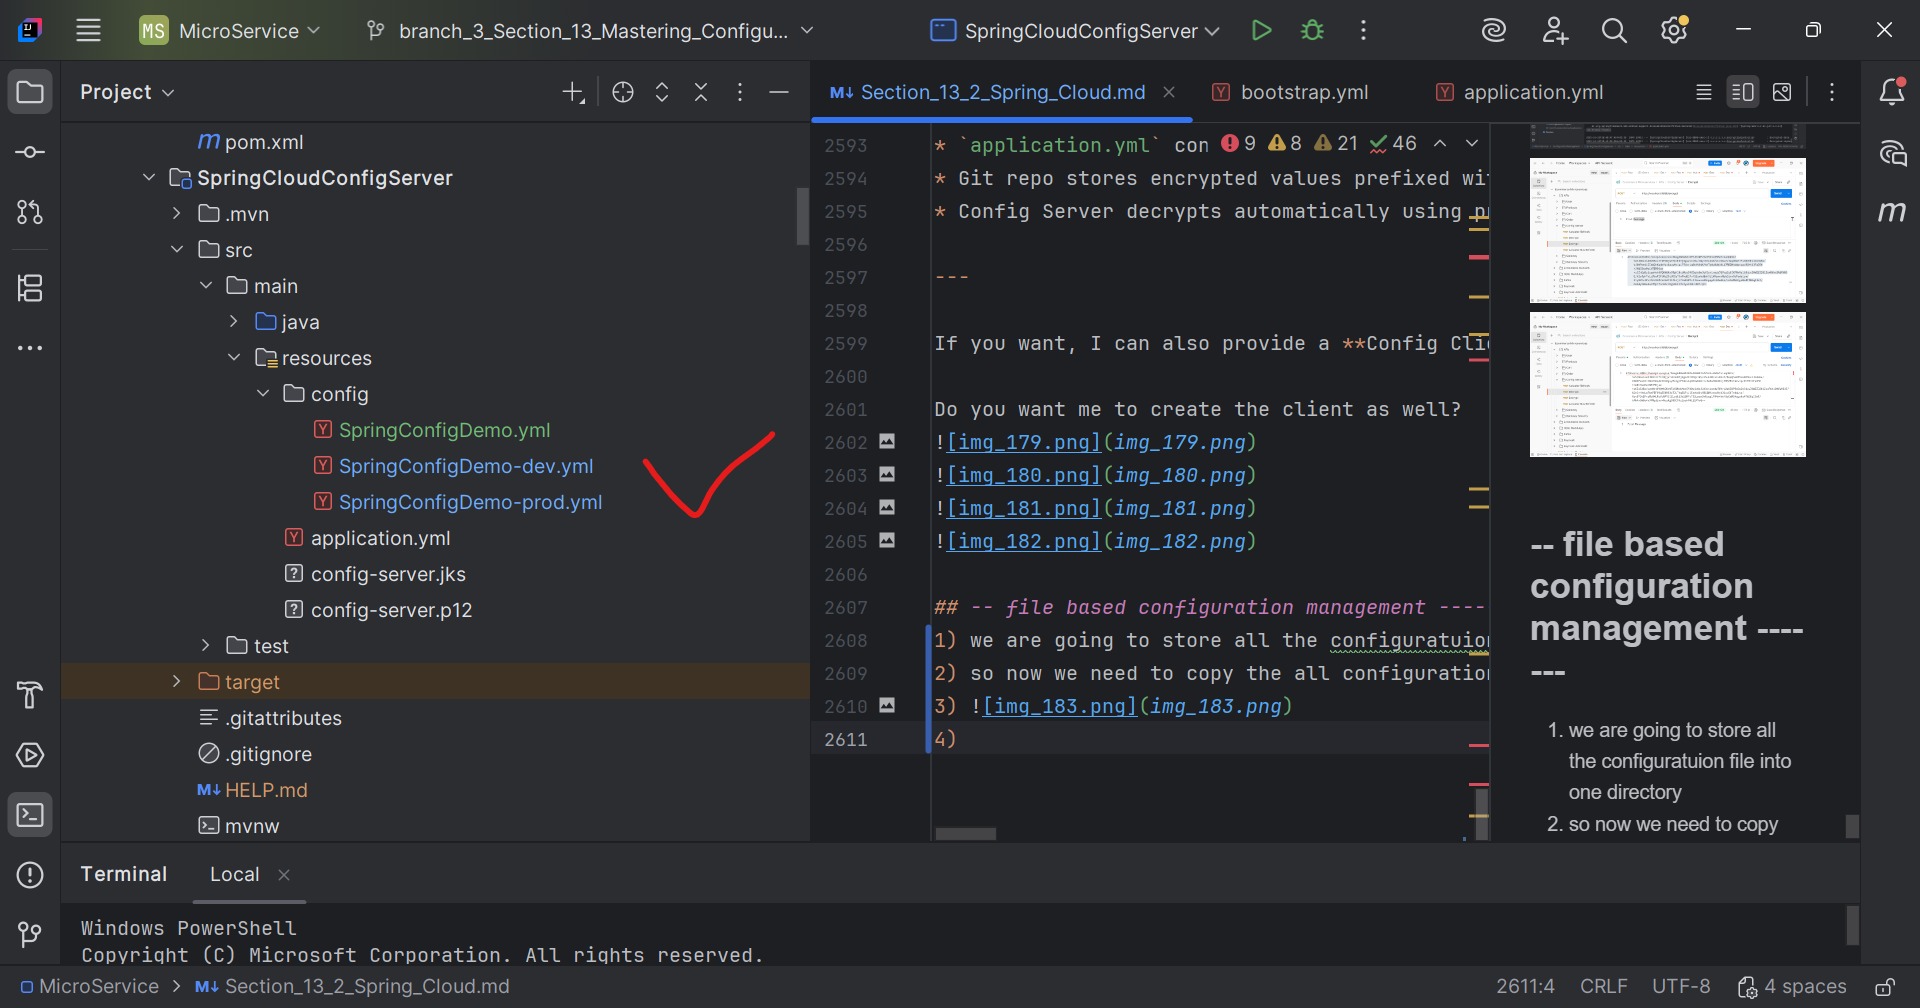 MS MicroService
branch_3_Section_13_Mastering_Configu...
SpringCloudConfigServer
Project
Section_13_2_Spring_Cloud.md
bootstrap.yml
application.yml
pom.xml
SpringCloudConfigServer
.mvn
src
main
java
resources
config
SpringConfigDemo.yml
SpringConfigDemo-dev.yml
SpringConfigDemo-prod.yml
application.yml
config-server.jks
config-server.p12
test
target
.gitattributes
.gitignore
HELP.md
mvnw
9 8 21 46
2593 * `application.yml` con
2594 * Git repo stores encrypted values prefixed wi
2595 * Config Server decrypts automatically using p
2596
2597 ---
2598
2599 If you want, I can also provide a **Config Cli
2600
2601 Do you want me to create the client as well?
2602 ![img_179.png](img_179.png)
2603 ![img_180.png](img_180.png)
2604 ![img_181.png](img_181.png)
2605 ![img_182.png](img_182.png)
2606
2607 ## -- file based configuration management ----
2608 1) we are going to store all the configuratuion
2609 2) so now we need to copy the all configuration
2610 3) ![img_183.png](img_183.png)
2611 4)
-- file based
configuration
management ----
---
1. we are going to store all
the configuratuion file into
one directory
2. so now we need to copy
Terminal
Local
Windows PowerShell
Copyright (C) Microsoft Corporation. All rights reserved.
MicroService > Section_13_2_Spring_Cloud.md
2611:4 CRLF UTF-8 4 spaces